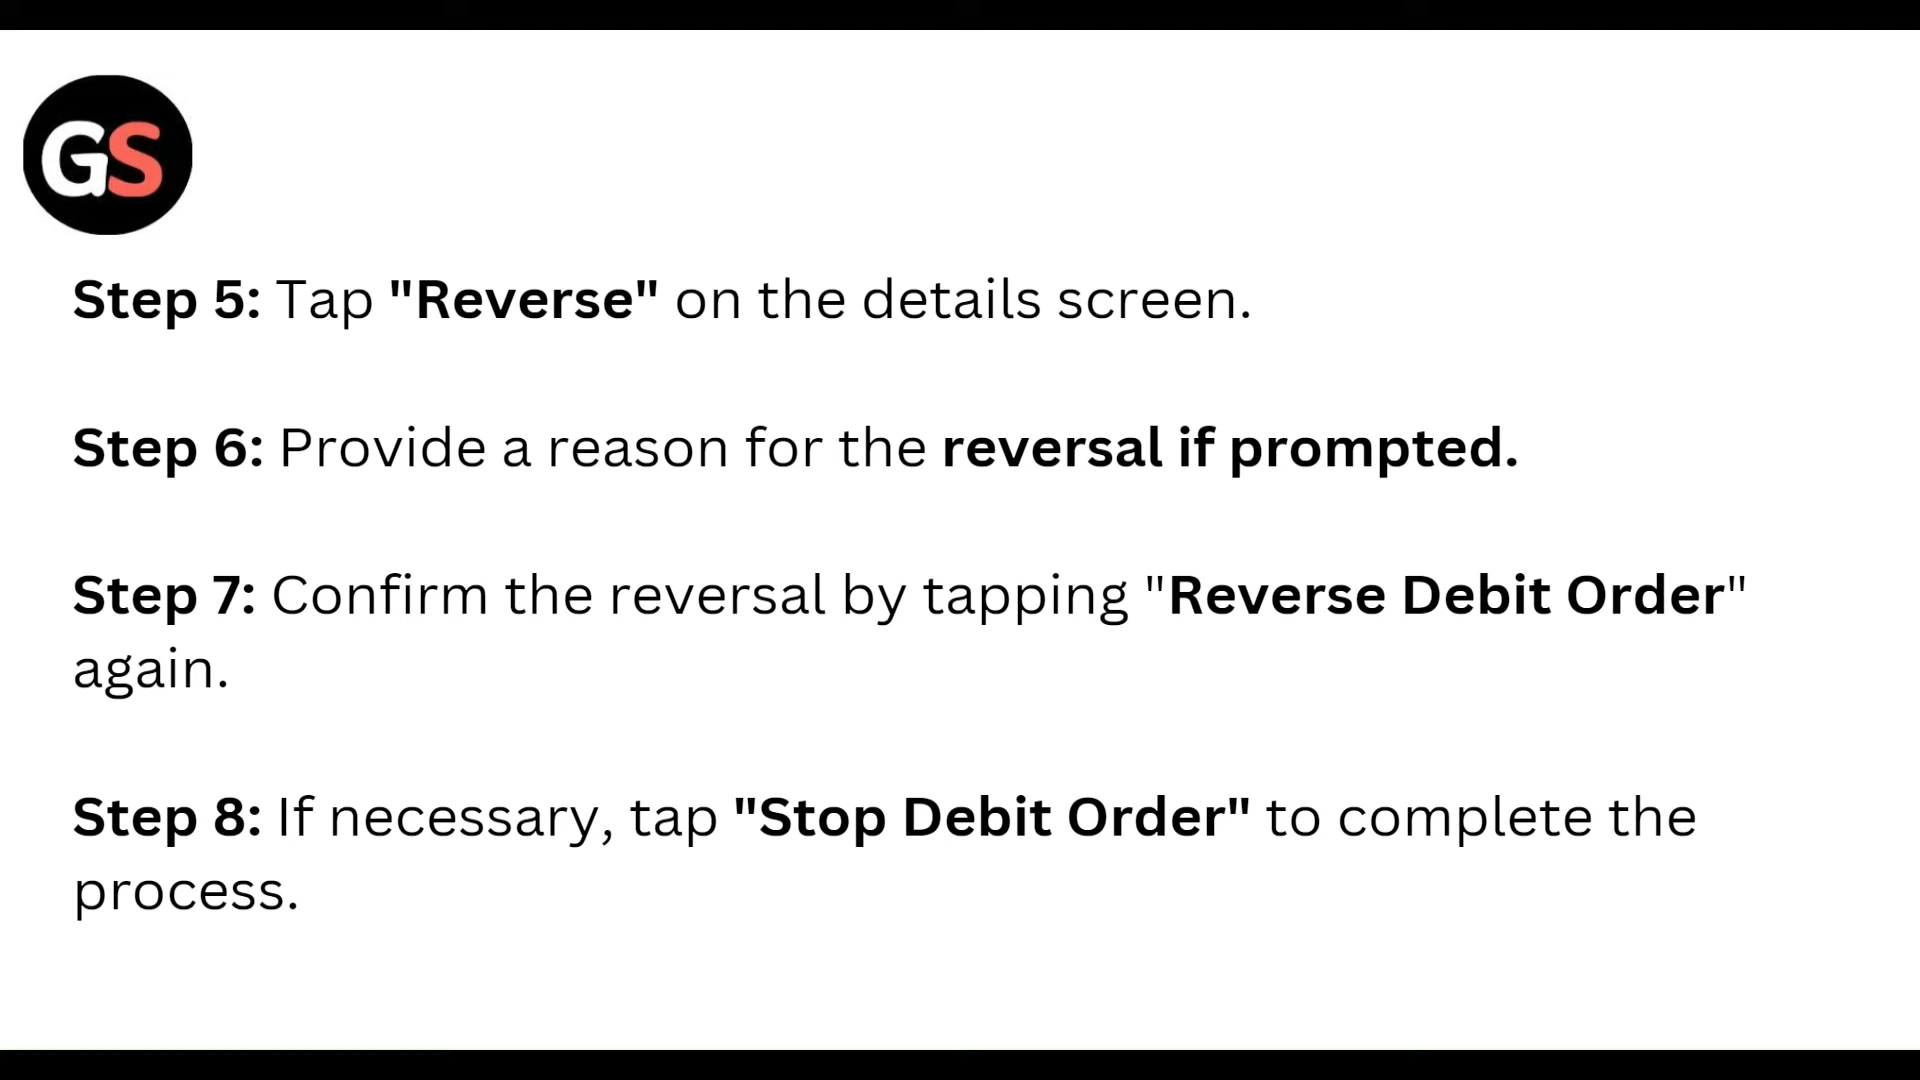 GS
Step 5: Tap "Reverse" on the details screen.
Step 6: Provide a reason for the reversal if prompted.
Step 7: Confirm the reversal by tapping "Reverse Debit Order"
again.
Step 8: If necessary, tap "Stop Debit Order" to complete the
process.